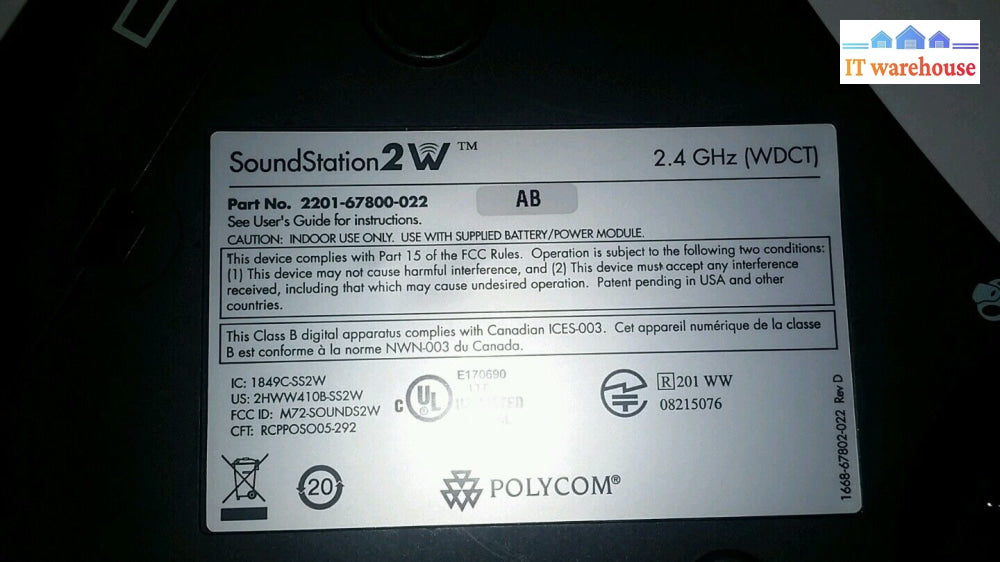 IT warehouse
SoundStation2W™
2.4 GHz (WDCT)
Part No. 2201-67800-022
AB
See User's Guide for instructions.
CAUTION: INDOOR USE ONLY. USE WITH SUPPLIED BATTERY/POWER MODULE.
This device complies with Part 15 of the FCC Rules. Operation is subject to the following two conditions:
(1) This device may not cause harmful interference, and (2) This device must accept any interference
received, including that which may cause undesired operation. Patent pending in USA and other
countries.
This Class B digital apparatus complies with Canadian ICES-003. Cet appareil numérique de la classe
B est conforme à la norme NWN-003 du Canada.
IC: 1849C-SS2W
US: 2HWW410B-SS2W
FCC ID: M72-SOUNDS2W
CFT: RCPPOSO05-292
c UL ®
E170690
R 201 WW
08215076
20
POLYCOM®
1668-67802-022 Rev D